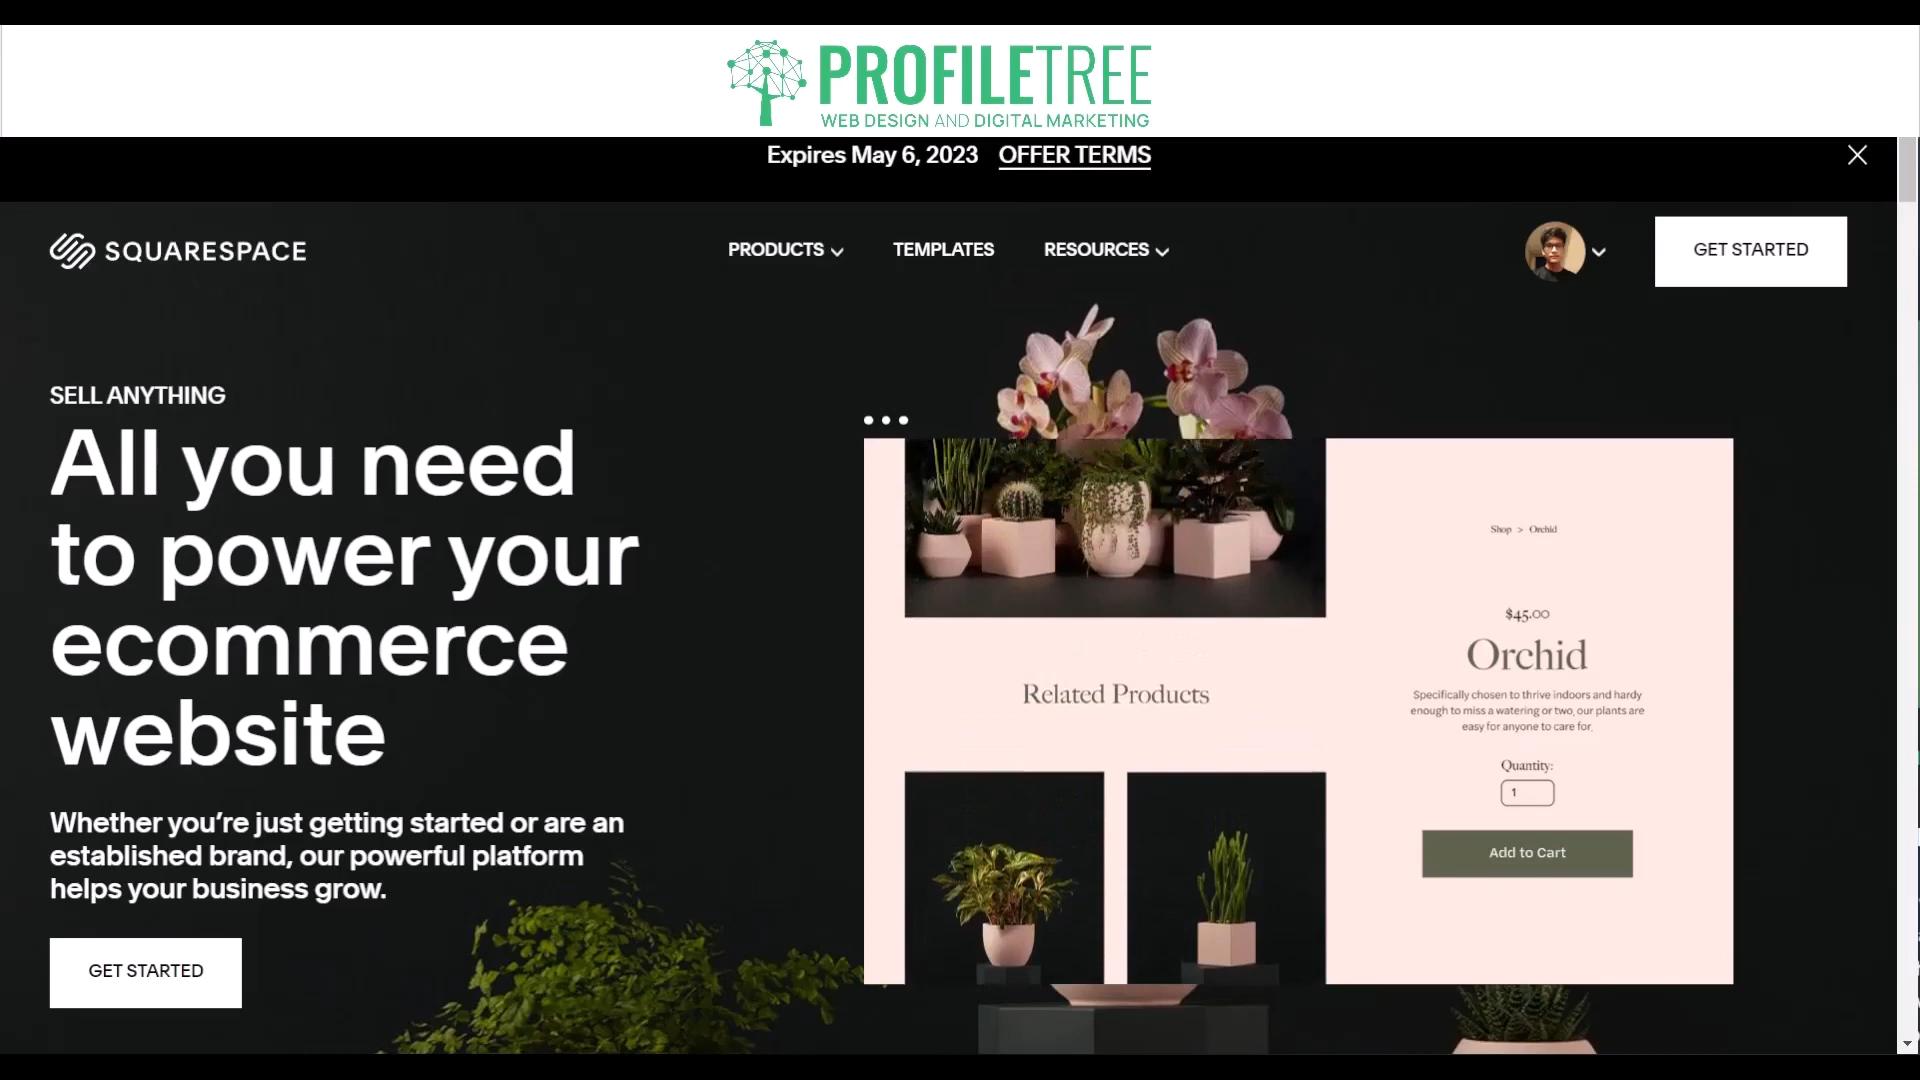 PROFILETREE
WEB DESIGN AND DIGITAL MARKETING
Expires May 6, 2023 OFFER TERMS
SQUARESPACE
PRODUCTS
TEMPLATES
RESOURCES
GET STARTED
SELL ANYTHING
All you need
to power your
ecommerce
website
Whether you’re just getting started or are an
established brand, our powerful platform
helps your business grow.
GET STARTED
Related Products
Shop > Orchid
$45.00
Orchid
Specifically chosen to thrive indoors and hardy
enough to miss a watering or two, our plants are
easy for anyone to care for.
Quantity:
1
Add to Cart